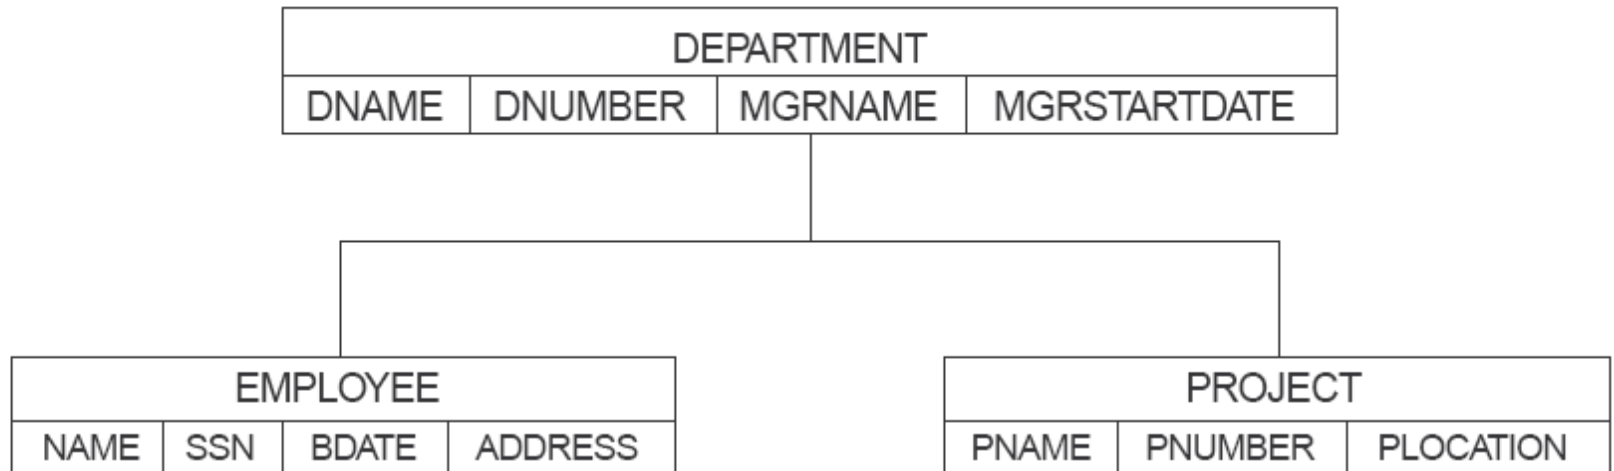 DEPARTMENT
DNAME DNUMBER MGRNAME MGRSTARTDATE
EMPLOYEE
NAME SSN BDATE ADDRESS
PROJECT
PNAME PNUMBER PLOCATION